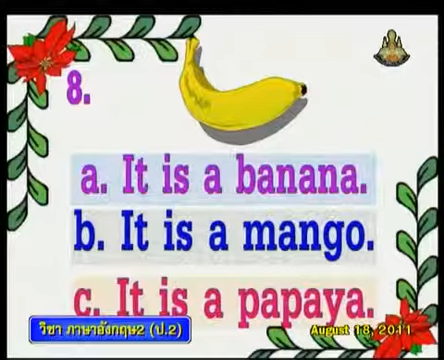 8.
a. It is a banana.
b. It is a mango.
c. It is a papaya.
วิชา ภาษาอังกฤษ2 (ป.2)
August 18, 2011